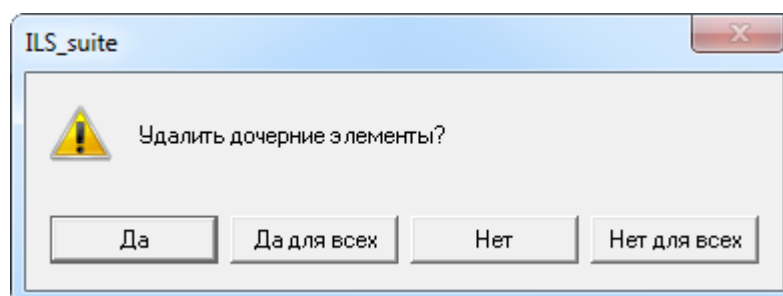 ILS_suite
Удалить дочерние элементы?
Да
Да для всех
Нет
Нет для всех